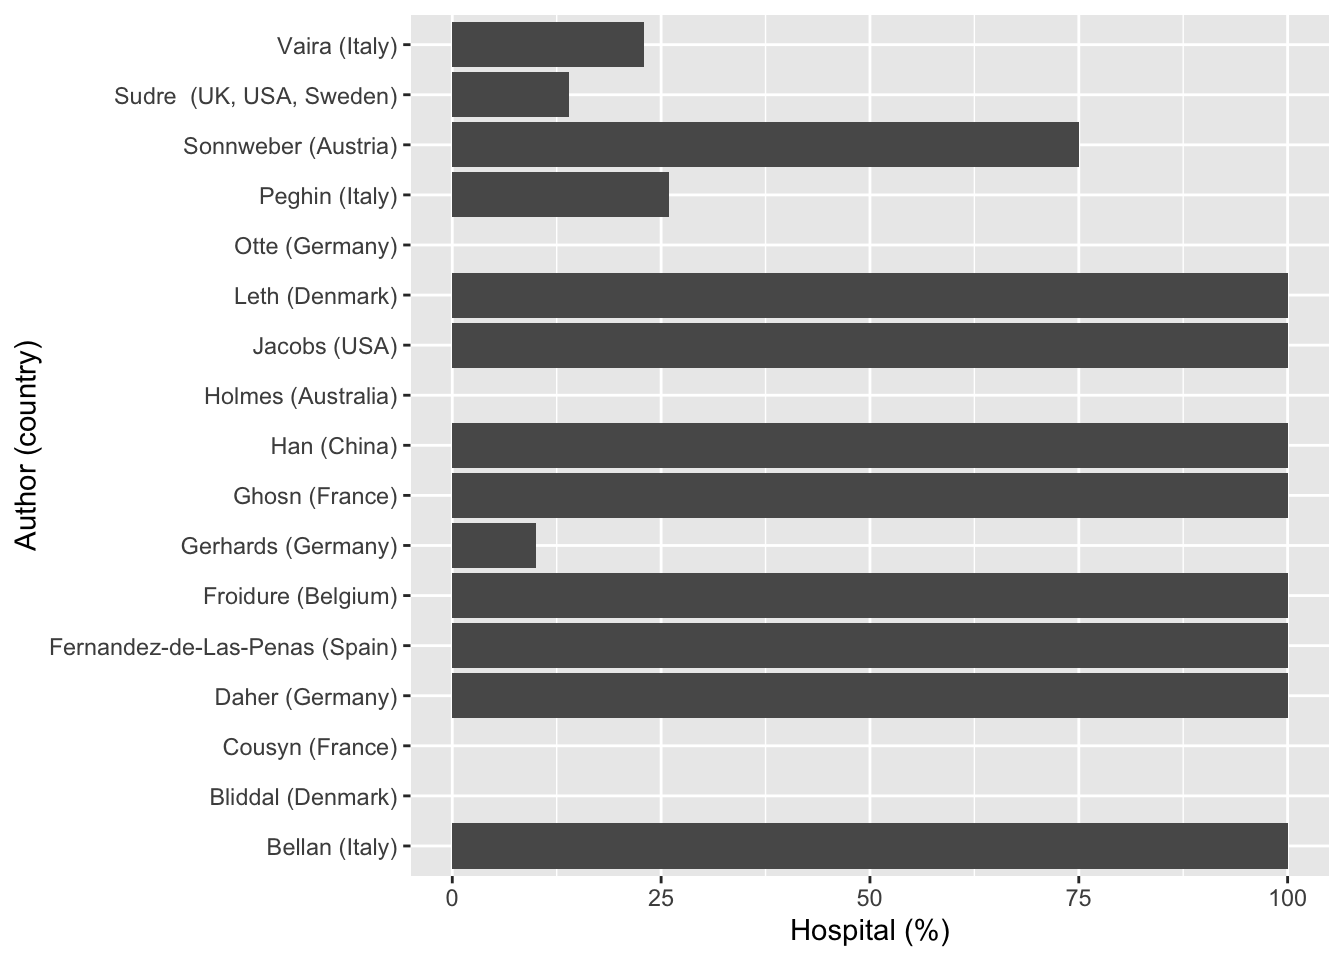 Vaira (Italy)
Sudre  (UK, USA, Sweden)
Sonnweber (Austria)
Peghin (Italy)
Otte (Germany)
Leth (Denmark)
Jacobs (USA)
Holmes (Australia)
Han (China)
Ghosn (France)
Gerhards (Germany)
Froidure (Belgium)
Fernandez-de-Las-Penas (Spain)
Daher (Germany)
Cousyn (France)
Bliddal (Denmark)
Bellan (Italy)
Author (country)
0 25 50 75 100
Hospital (%)